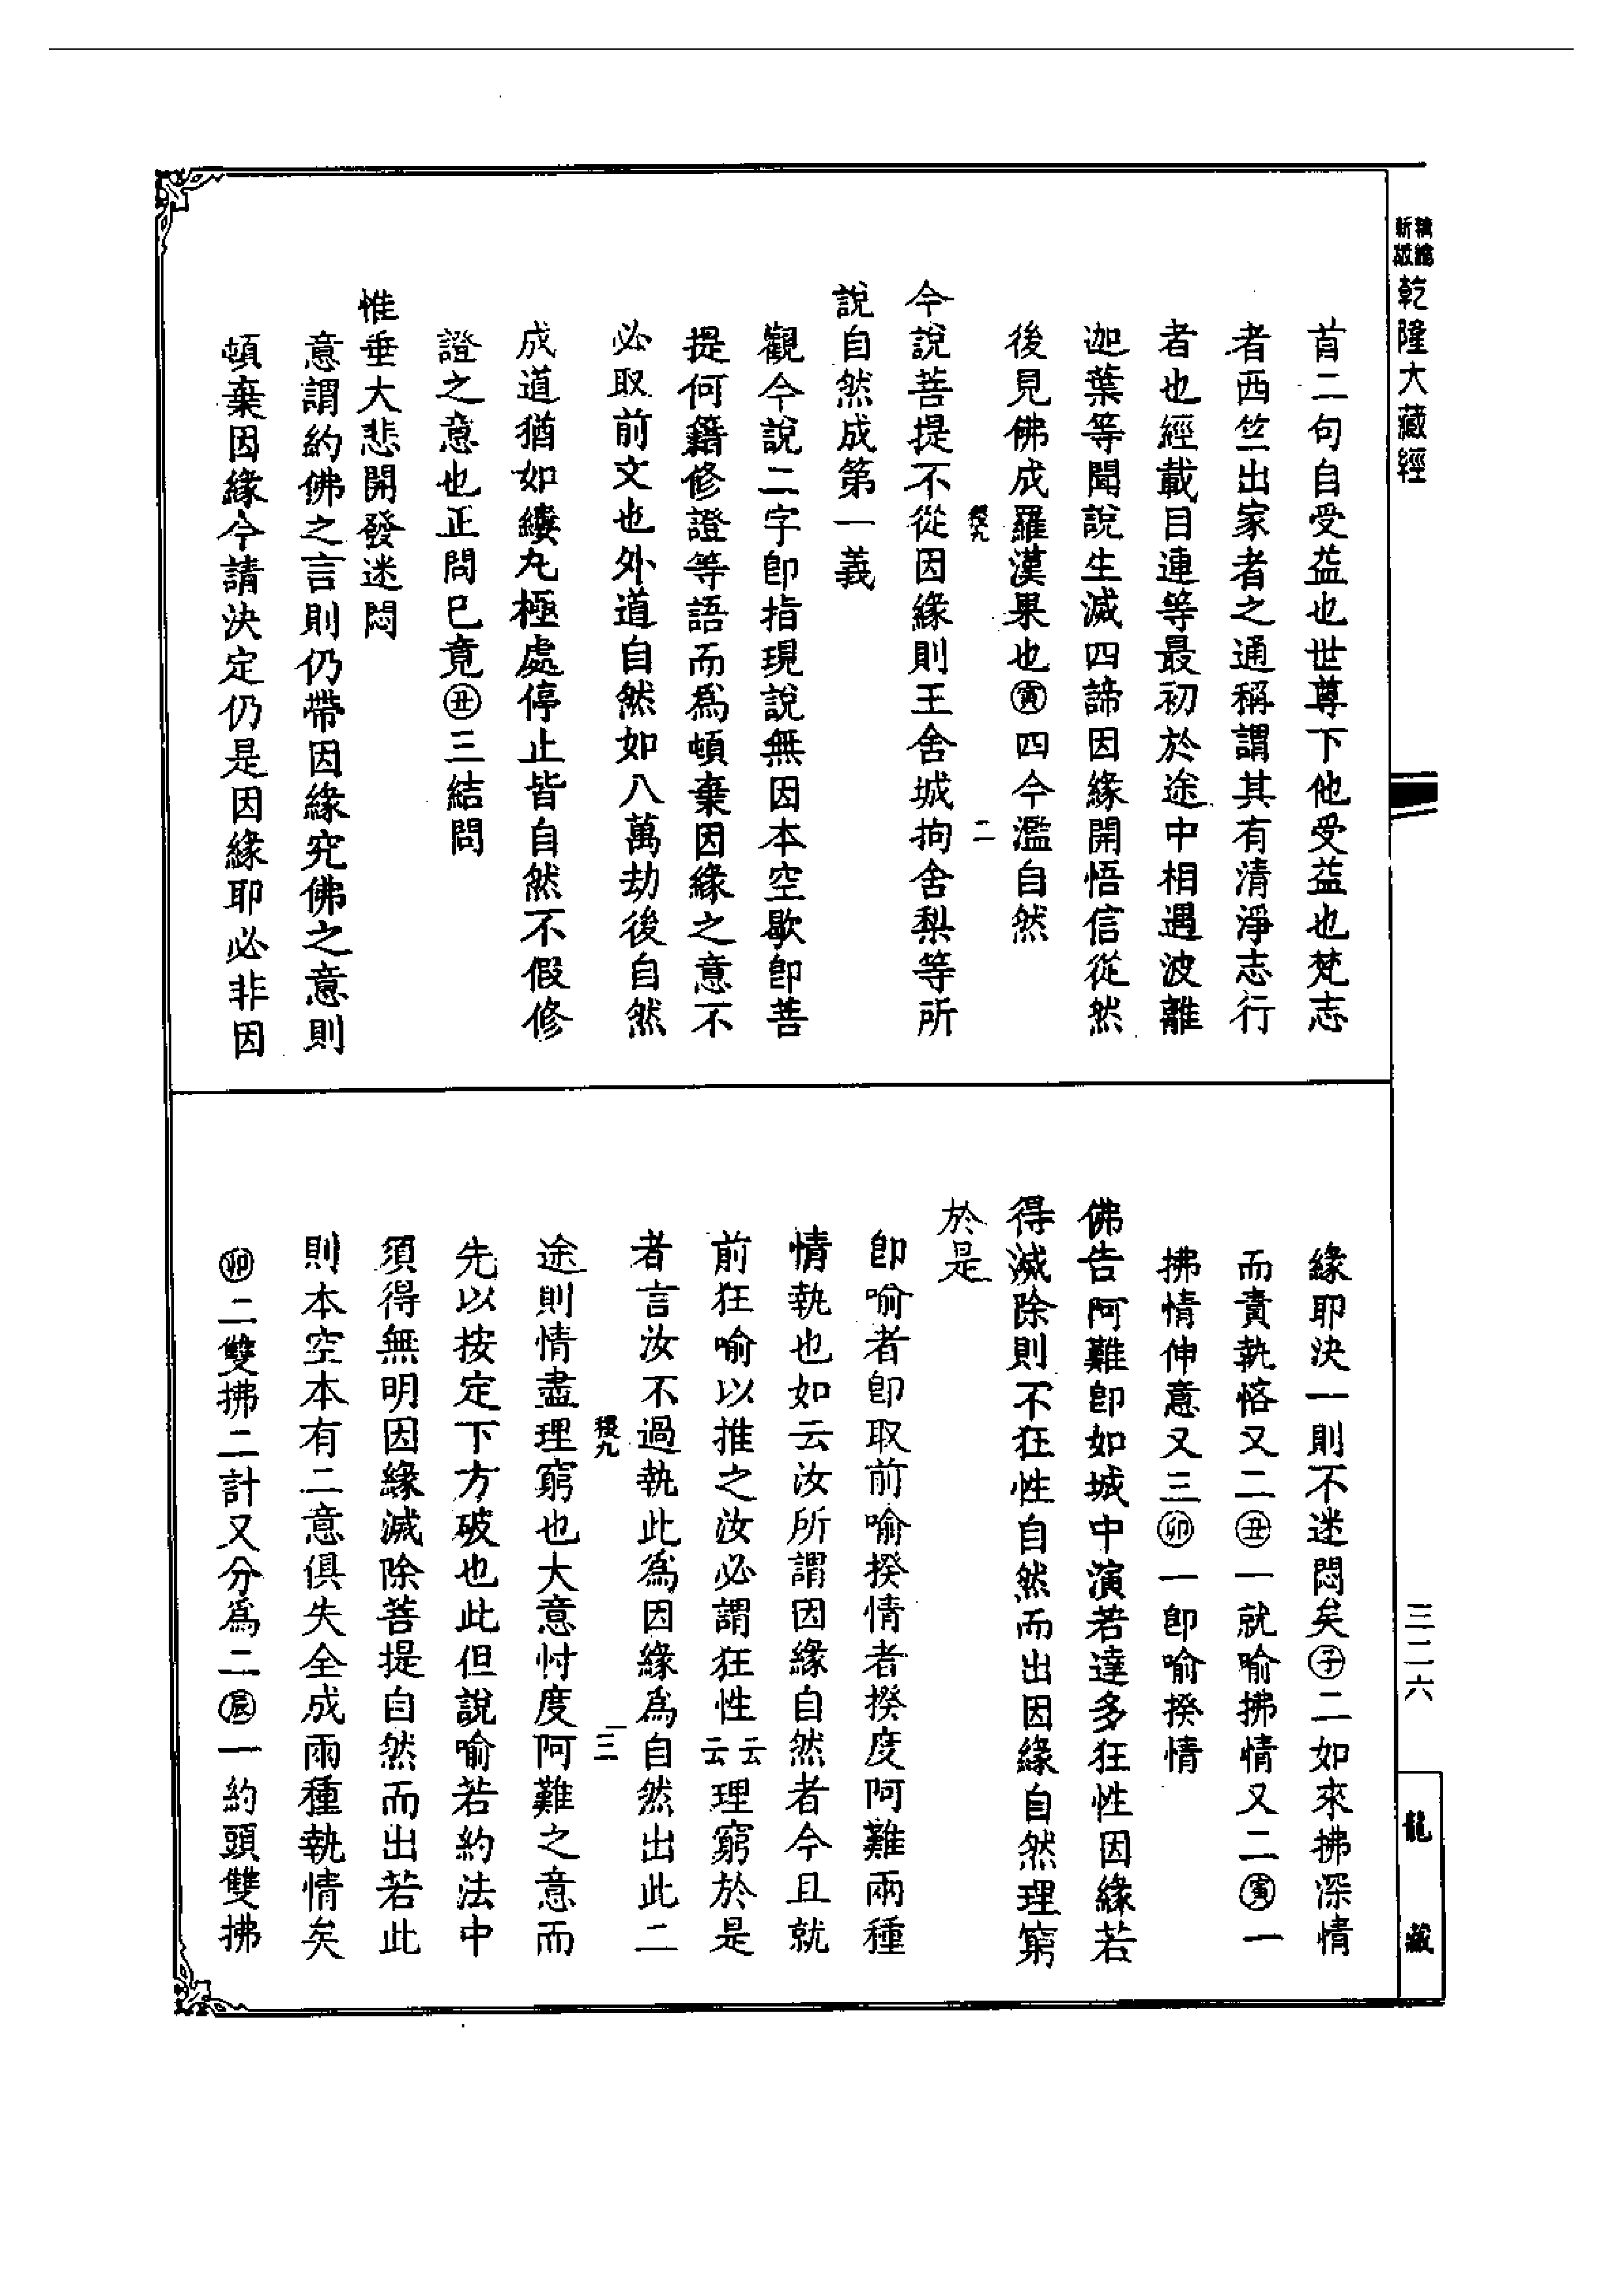 精編
新版
乾隆大藏經
首二句自受益也世尊下他受益也梵志
者西竺出家者之通稱謂其有清淨志行
者也經載目連等最初於途中相遇波離
迦葉等聞說生滅四諦因緣開悟信從然
後見佛成羅漢果也㊞四今濫自然
稷九
二
今說菩提不從因緣則王舍城拘舍梨等所
說自然成第一義
觀今說二字卽指現說無因本空歇卽菩
提何籍修證等語而爲頓棄因緣之意不
必取前文也外道自然如八萬劫後自然
成道猶如縷丸極處停止皆自然不假修
證之意也正問已竟丑三結問
惟垂大悲開發迷悶
意謂約佛之言則仍帶因緣究佛之意則
頓棄因緣今請決定仍是因緣耶必非因
緣耶決一則不迷悶矣子二如來拂深情
而責執悋又二丑一就喻拂情又二寅一
拂情伸意又三卯一卽喻揆情
佛告阿難卽如城中演若達多狂性因緣若
得滅除則不狂性自然而出因緣自然理窮
於是
卽喻者卽取前喻揆情者揆度阿難兩種
情執也如云汝所謂因緣自然者今且就
前狂喻以推之汝必謂狂性云云理窮於是
者言汝不過執此爲因緣爲自然出此二
稷九
三
途則情盡理窮也大意忖度阿難之意而
先以按定下方破也此但說喻若約法中
須得無明因緣滅除菩提自然而出若此
則本空本有二意俱失全成兩種執情矣
卯二雙拂二計又分爲二辰一約頭雙拂
三二六
龍藏